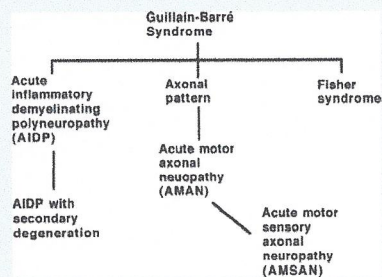 Guillain-Barré
Syndrome
Acute
inflammatory
demyelinating
polyneuropathy
(AIDP)
Axonal
pattern
Fisher
syndrome
Acute motor
axonal
neuopathy
(AMAN)
AIDP with
secondary
degeneration
Acute motor
sensory
axonal
neuropathy
(AMSAN)